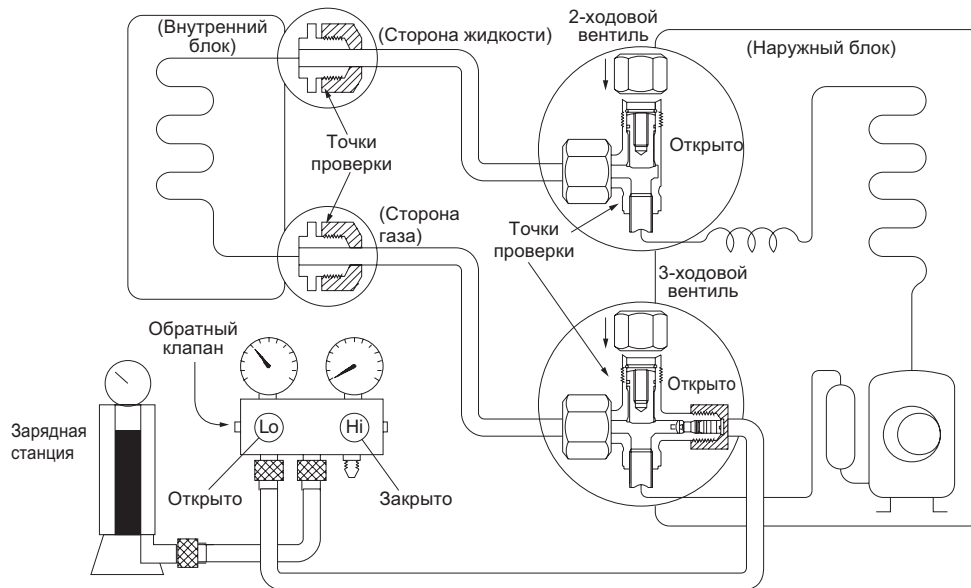 (Внутренний
блок)
(Сторона жидкости)
2-ходовой
вентиль
(Наружный блок)
Открыто
Точки
проверки
(Сторона
газа)
Точки
проверки
3-ходовой
вентиль
Обратный
клапан
Открыто
Зарядная
станция
Lo
Hi
Открыто
Закрыто